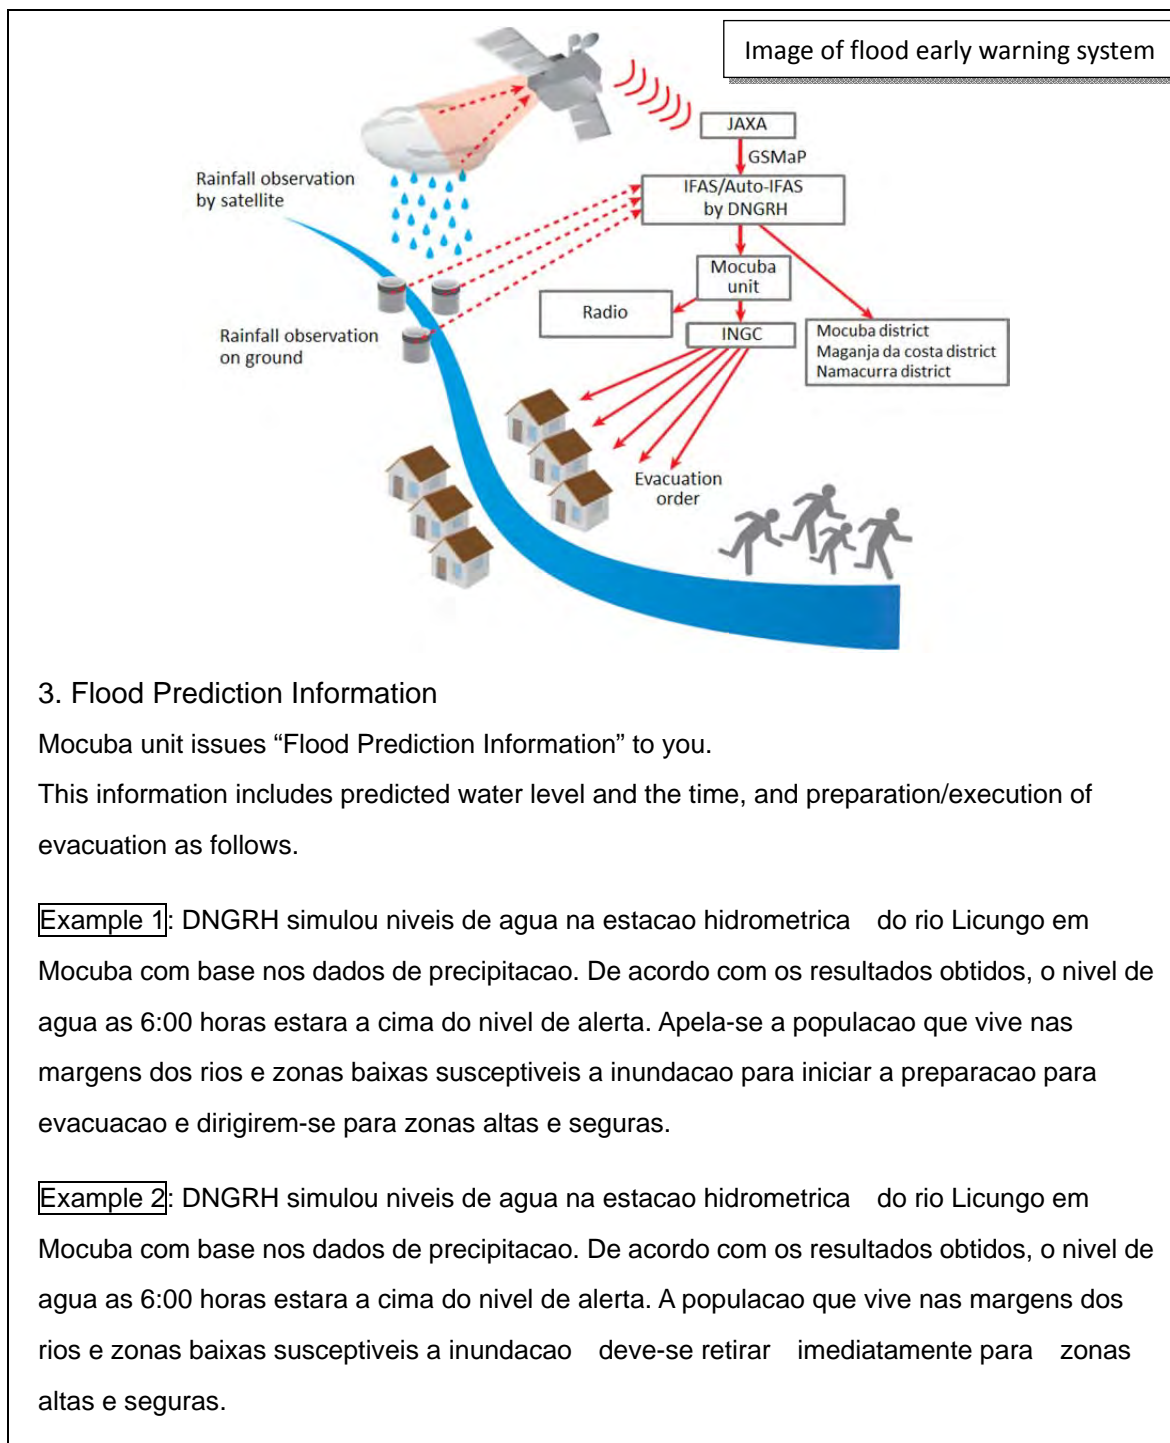 Image of flood early warning system
JAXA
GSMaP
Rainfall observation
by satellite
IFAS/Auto-IFAS
by DNGRH
Mocuba
unit
Radio
INGC
Mocuba district
Maganja da costa district
Namacurra district
Rainfall observation
on ground
Evacuation
order
3. Flood Prediction Information
Mocuba unit issues “Flood Prediction Information” to you.
This information includes predicted water level and the time, and preparation/execution of
evacuation as follows.
Example 1: DNGRH simulou niveis de agua na estacao hidrometrica do rio Licungo em
Mocuba com base nos dados de precipitacao. De acordo com os resultados obtidos, o nivel de
agua as 6:00 horas estara a cima do nivel de alerta. Apela-se a populacao que vive nas
margens dos rios e zonas baixas susceptiveis a inundacao para iniciar a preparacao para
evacuacao e dirigirem-se para zonas altas e seguras.
Example 2: DNGRH simulou niveis de agua na estacao hidrometrica do rio Licungo em
Mocuba com base nos dados de precipitacao. De acordo com os resultados obtidos, o nivel de
agua as 6:00 horas estara a cima do nivel de alerta. A populacao que vive nas margens dos
rios e zonas baixas susceptiveis a inundacao deve-se retirar imediatamente para zonas
altas e seguras.